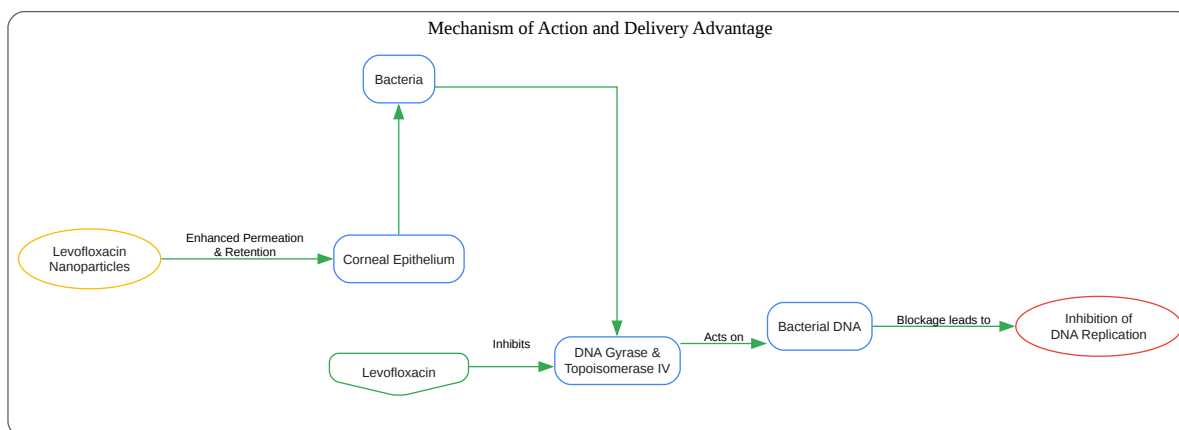 Mechanism of Action and Delivery Advantage
Bacteria
Enhanced Permeation
& Retention
Levofloxacin
Nanoparticles
Corneal Epithelium
Inhibits
Levofloxacin
DNA Gyrase &
Topoisomerase IV
Acts on
Bacterial DNA
Blockage leads to
Inhibition of
DNA Replication